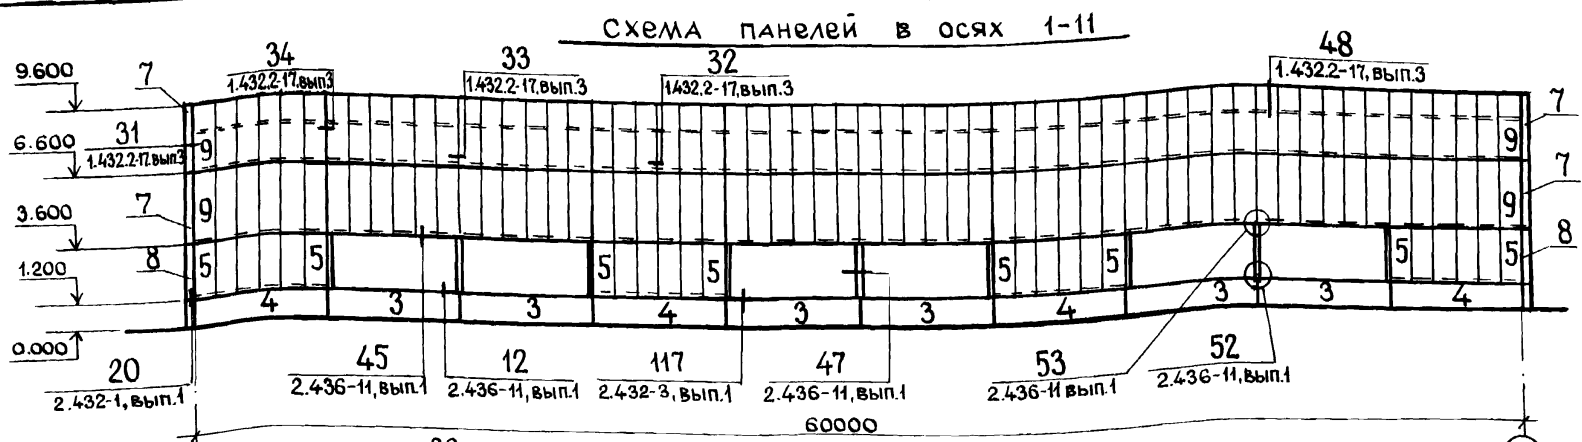 Схема панелей в осях 1-11
34
1.432.2-17, вып3
33
1.432.2-17, вып.3
32
1.432.2-17, вып.3
48
1.432.2-17, вып.3
9.600
7
7
31
1.432.2-17. вып.3
9
9
6.600
7
7
9
9
3.600
8
8
5 5 5 5 5 5 5 5
1.200
4 3 3 4 3 3 4 3 3 4
0.000
20
2.432-1, вып.1
45
2.436-11, вып.1
12
2.436-11, вып.1
117
2.432-3, вып.1
47
2.436-11, вып.1
53
2.436-11 вып.1
52
2.436-11, вып.1
60000